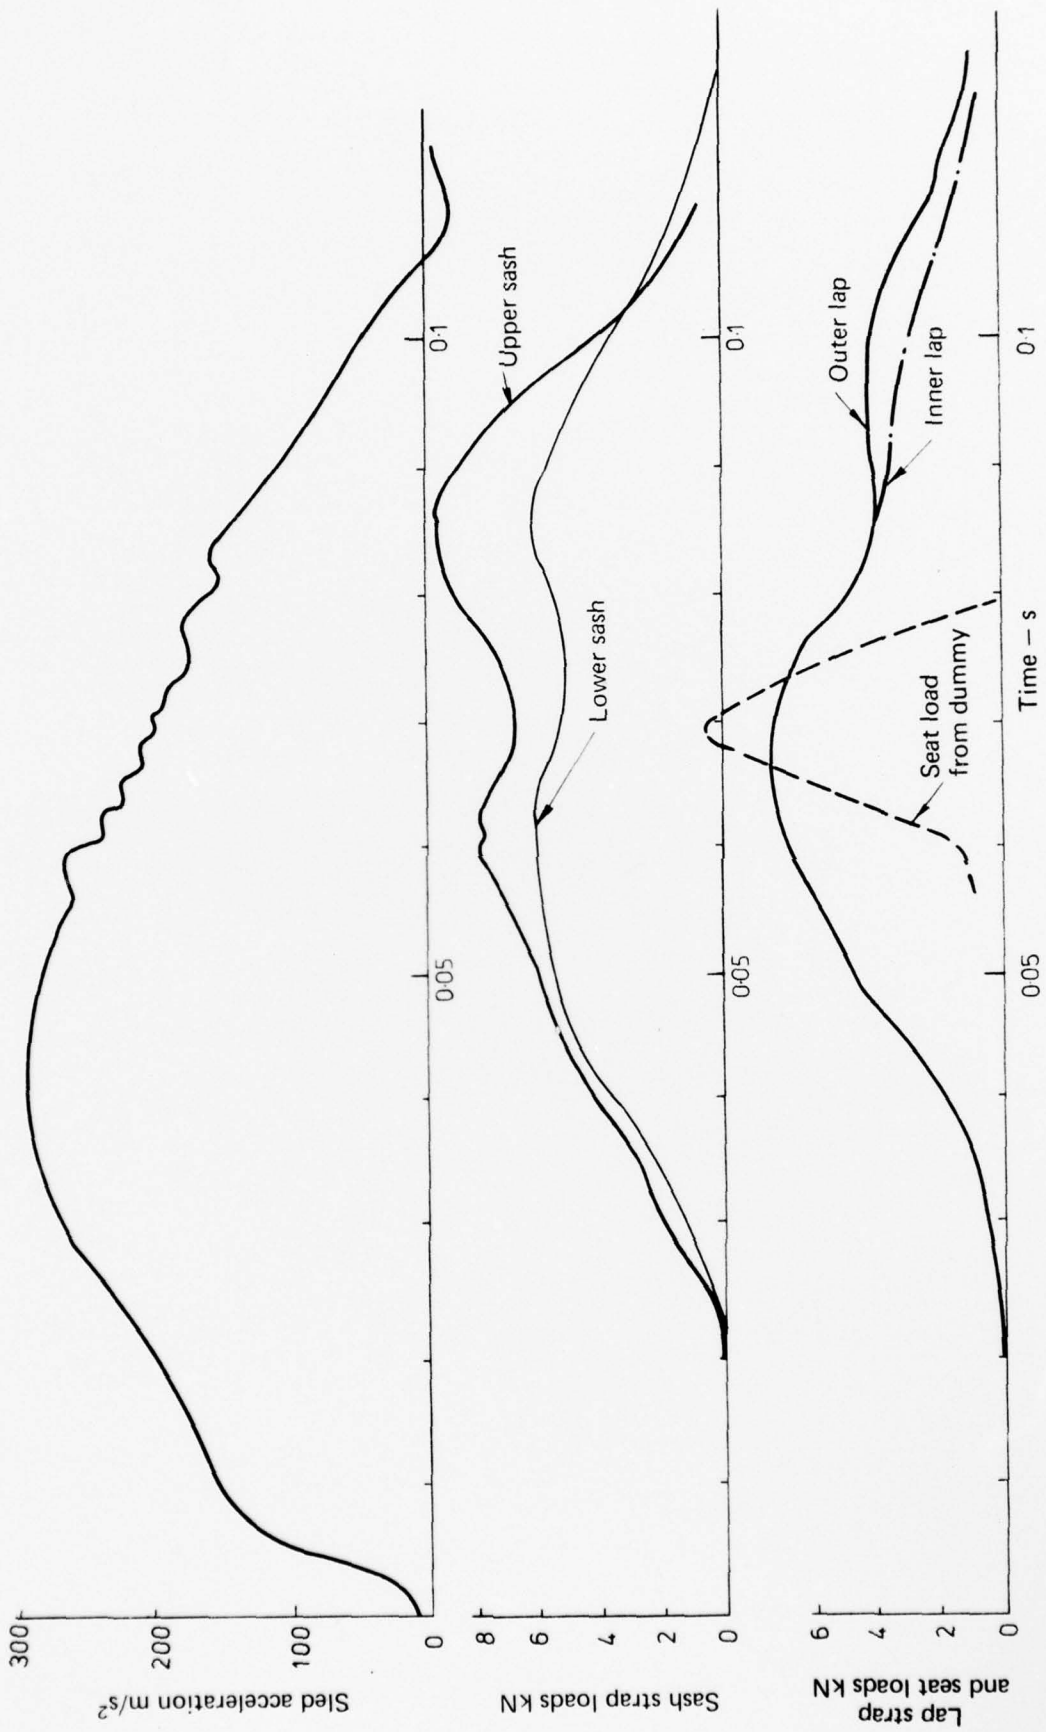 300
200
100
0
Sled acceleration m/s²
0·05
0·1
8
6
4
2
0
Sash strap loads kN
Upper sash
Lower sash
0·05
0·1
6
4
2
0
Lap strap
and seat loads kN
Outer lap
Inner lap
Seat load
from dummy
0·05
0·1
Time – s